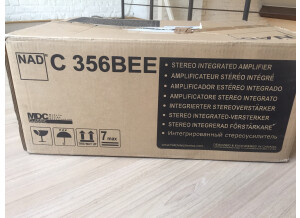 NAD C 356BEE
• STEREO INTEGRATED AMPLIFIER
• AMPLIFICATEUR STÉRÉO INTÉGRÉ
• AMPLIFICADOR ESTÉREO INTEGRADO
• AMPLIFICATORE STEREO INTEGRATO
• INTEGRIERTER STEREOVERSTÄRKER
• STEREO INTEGRATED-VERSTERKER
• STEREO INTEGRERAD FÖRSTÄRKARE
• Интегрированный стереоусилитель
MDC
7 max